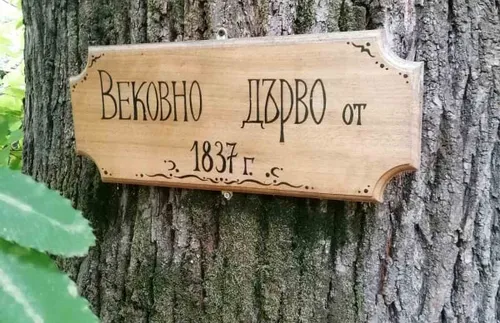 Вековно дърво от
1837 г.